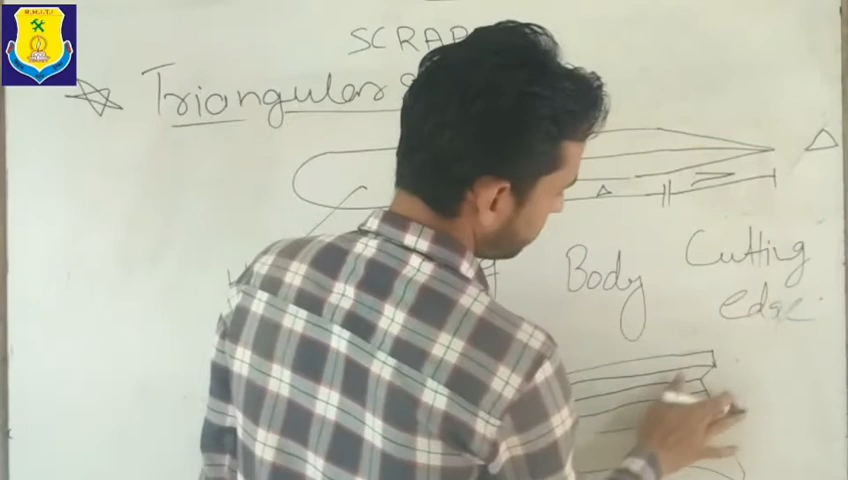 R.M.I.T.I
SCRAP
Triangular
Body
Cutting
edge